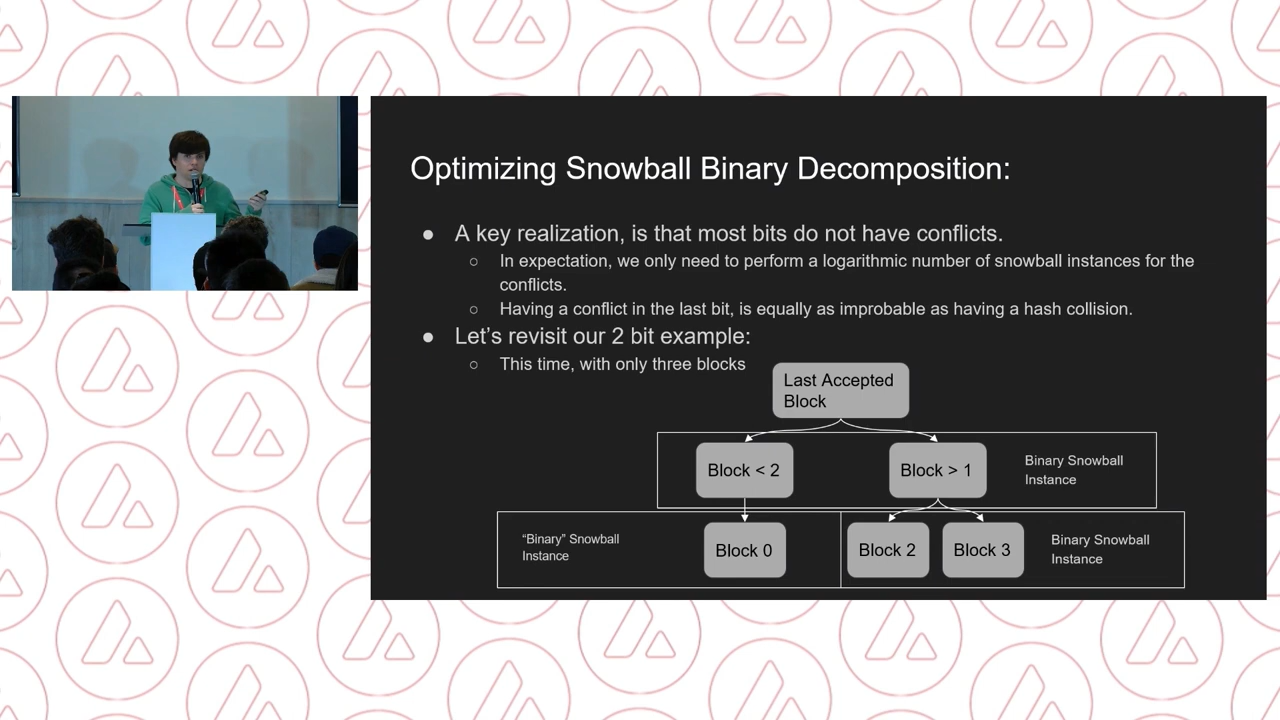 Optimizing Snowball Binary Decomposition:
● A key realization, is that most bits do not have conflicts.
○ In expectation, we only need to perform a logarithmic number of snowball instances for the
conflicts.
○ Having a conflict in the last bit, is equally as improbable as having a hash collision.
● Let’s revisit our 2 bit example:
○ This time, with only three blocks
Last Accepted
Block
Block < 2
Block > 1
Binary Snowball
Instance
“Binary” Snowball
Instance
Block 0
Block 2
Block 3
Binary Snowball
Instance